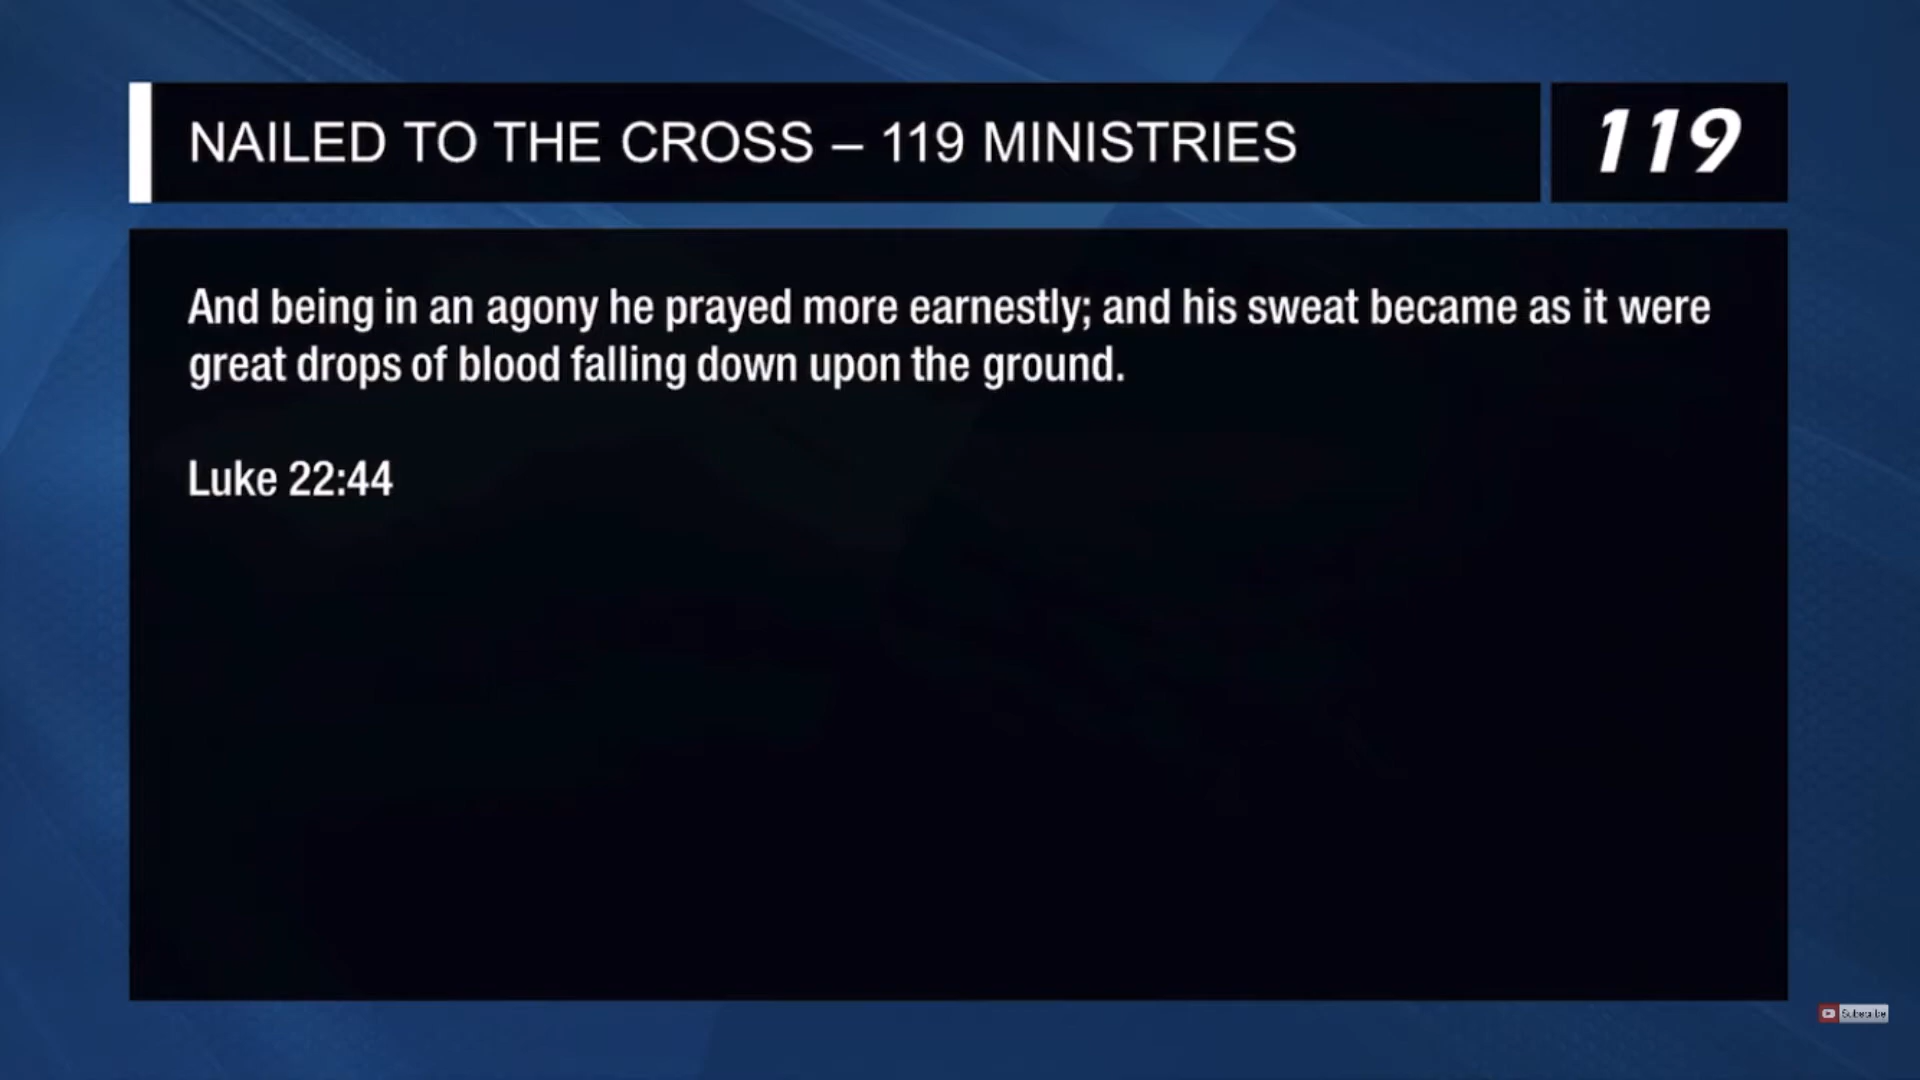 NAILED TO THE CROSS – 119 MINISTRIES
119
And being in an agony he prayed more earnestly; and his sweat became as it were
great drops of blood falling down upon the ground.
Luke 22:44
Subscribe